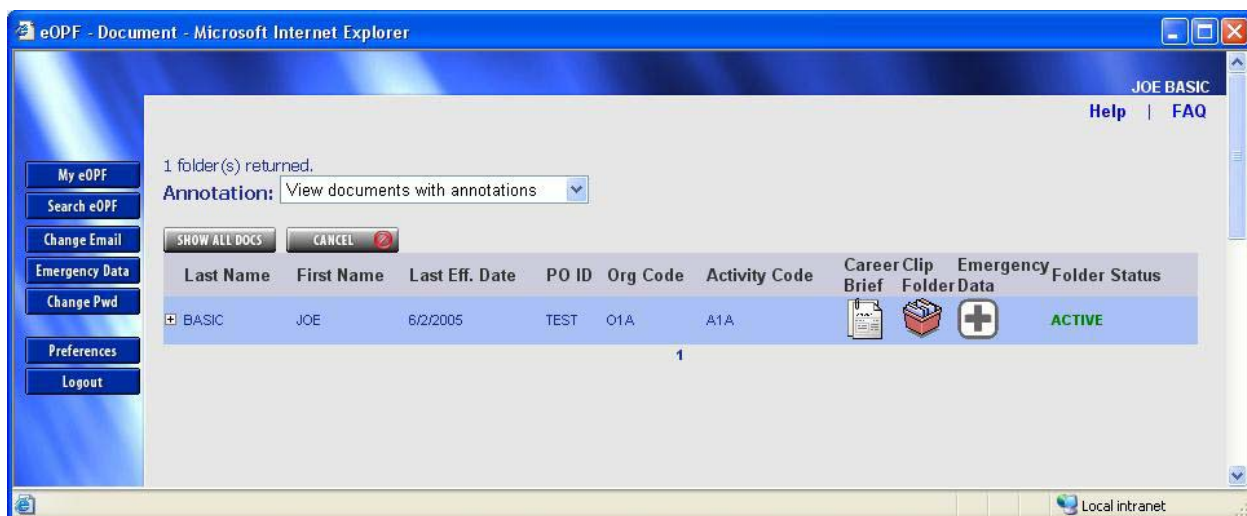 eOPF - Document - Microsoft Internet Explorer
JOE BASIC
Help | FAQ
My eOPF
Search eOPF
Change Email
Emergency Data
Change Pwd
Preferences
Logout
1 folder(s) returned.
Annotation: View documents with annotations
SHOW ALL DOCS CANCEL
Last Name First Name Last Eff. Date PO ID Org Code Activity Code Career Brief Clip Folder Emergency Data Folder Status
BASIC JOE 6/2/2005 TEST O1A A1A ACTIVE
1
Local intranet